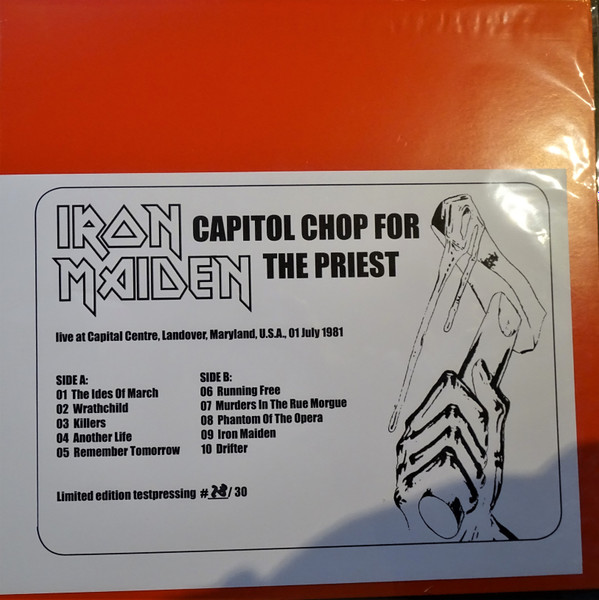 IRON
MAIDEN
CAPITOL CHOP FOR
THE PRIEST
live at Capital Centre, Landover, Maryland, U.S.A., 01 July 1981
SIDE A:
01 The Ides Of March
02 Wrathchild
03 Killers
04 Another Life
05 Remember Tomorrow
SIDE B:
06 Running Free
07 Murders In The Rue Morgue
08 Phantom Of The Opera
09 Iron Maiden
10 Drifter
Limited edition testpressing # / 30